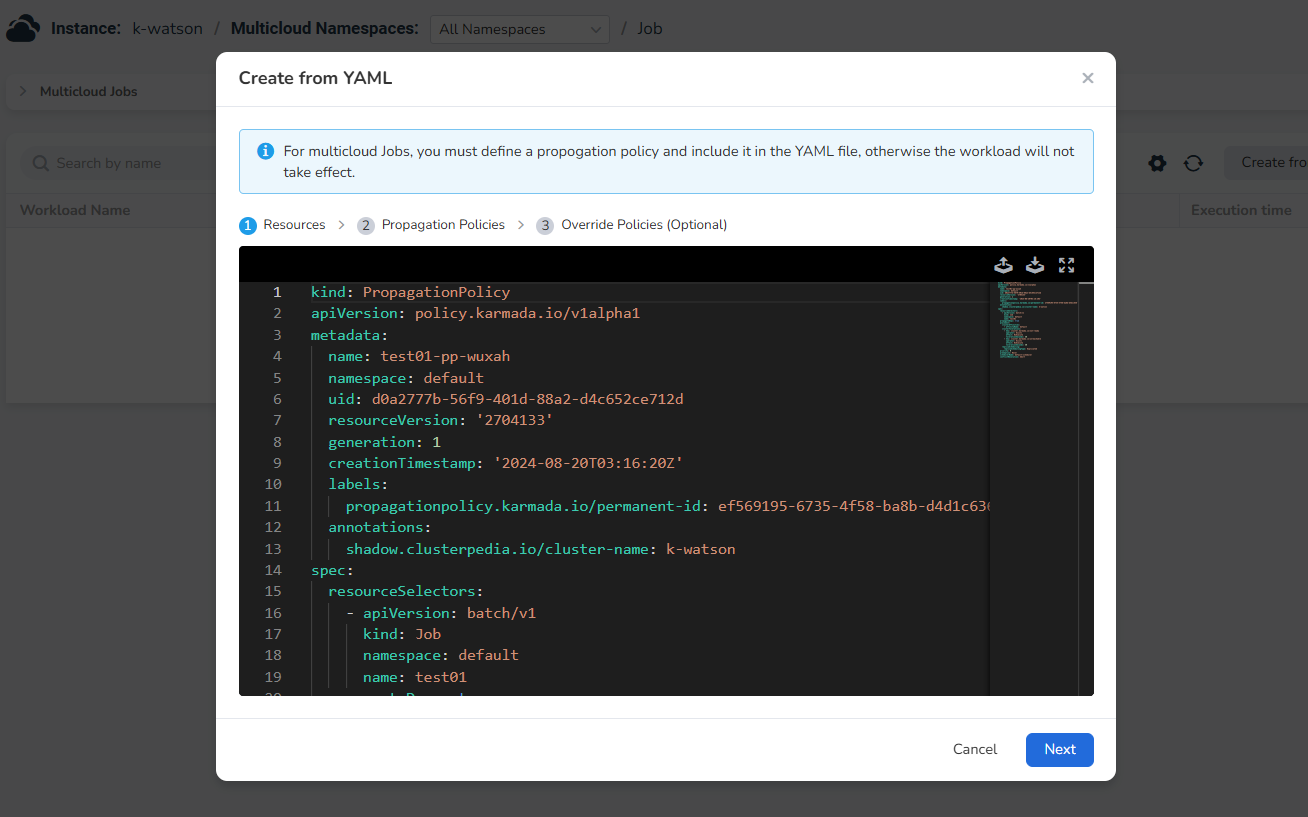 Instance: k-watson / Multicloud Namespaces: All Namespaces / Job
Create from YAML
Multicloud Jobs
For multicloud Jobs, you must define a propogation policy and include it in the YAML file, otherwise the workload will not
take effect.
Search by name
Create fro
Workload Name
Execution time
1 Resources > 2 Propagation Policies > 3 Override Policies (Optional)
1 kind: PropagationPolicy
2 apiVersion: policy.karmada.io/v1alpha1
3 metadata:
4 name: test01-pp-wuxah
5 namespace: default
6 uid: d0a2777b-56f9-401d-88a2-d4c652ce712d
7 resourceVersion: '2704133'
8 generation: 1
9 creationTimestamp: '2024-08-20T03:16:20Z'
10 labels:
11 propagationpolicy.karmada.io/permanent-id: ef569195-6735-4f58-ba8b-d4d1c63
12 annotations:
13 shadow.clusterpedia.io/cluster-name: k-watson
14 spec:
15 resourceSelectors:
16 - apiVersion: batch/v1
17 kind: Job
18 namespace: default
19 name: test01
Cancel
Next